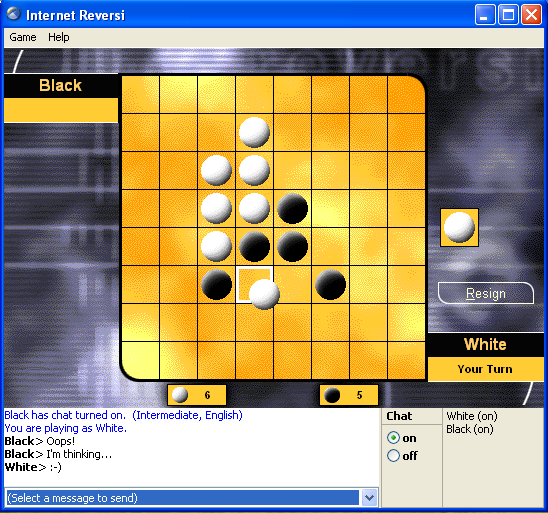 Internet Reversi
Game Help
reversi
Black
Resign
White
Your Turn
6
5
Black has chat turned on. (Intermediate, English)
You are playing as White.
Black> Oops!
Black> I'm thinking...
White> :-)
(Select a message to send)
Chat
on
off
White (on)
Black (on)